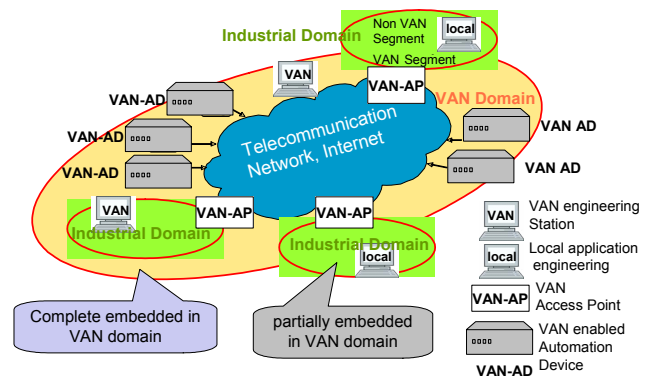 Industrial Domain
Non VAN
Segment
local
VAN Segment
VAN
VAN-AP
VAN Domain
VAN-AD
VAN-AD
VAN-AD
Telecommunication
Network, Internet
VAN AD
VAN AD
VAN
VAN-AP
VAN-AP
Industrial Domain
Industrial Domain
local
Complete embedded in
VAN domain
partially embedded
in VAN domain
VAN
VAN engineering
Station
local
Local application
engineering
VAN-AP
VAN
Access Point
VAN enabled
Automation
Device
VAN-AD